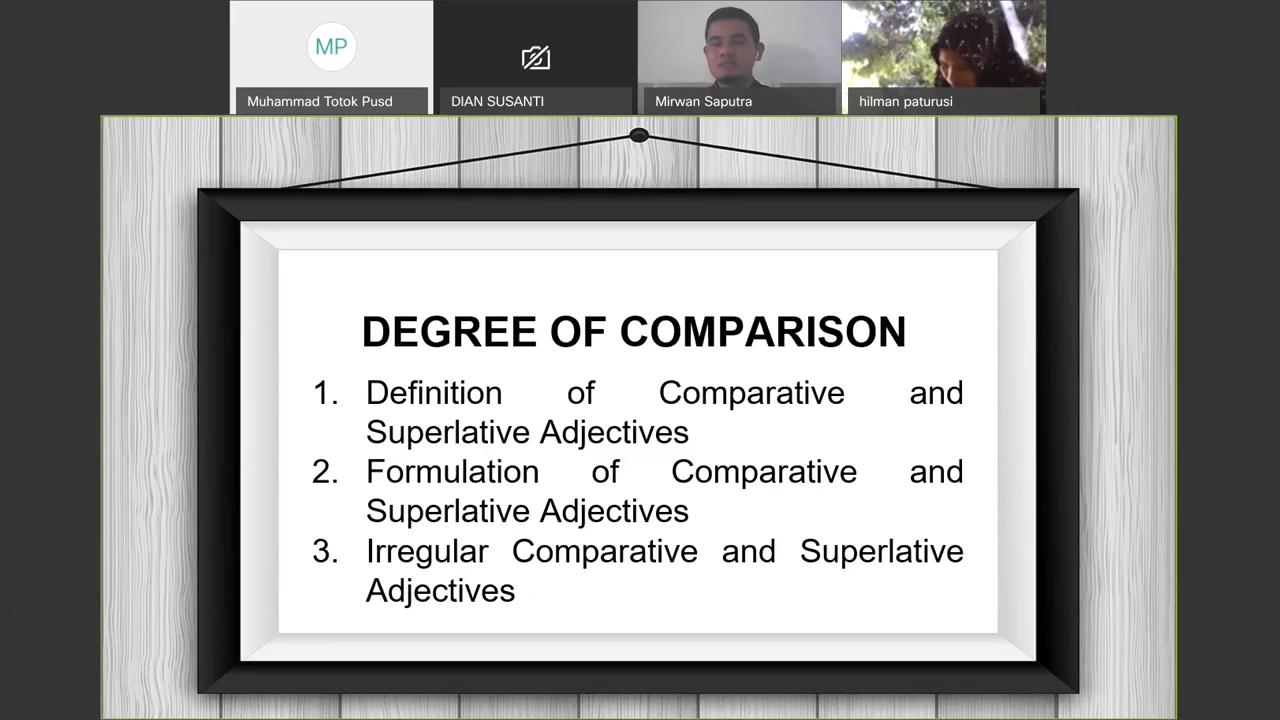 MP
Muhammad Totok Pusd
DIAN SUSANTI
Mirwan Saputra
hilman paturusi
DEGREE OF COMPARISON
1. Definition of Comparative and
Superlative Adjectives
2. Formulation of Comparative and
Superlative Adjectives
3. Irregular Comparative and Superlative
Adjectives